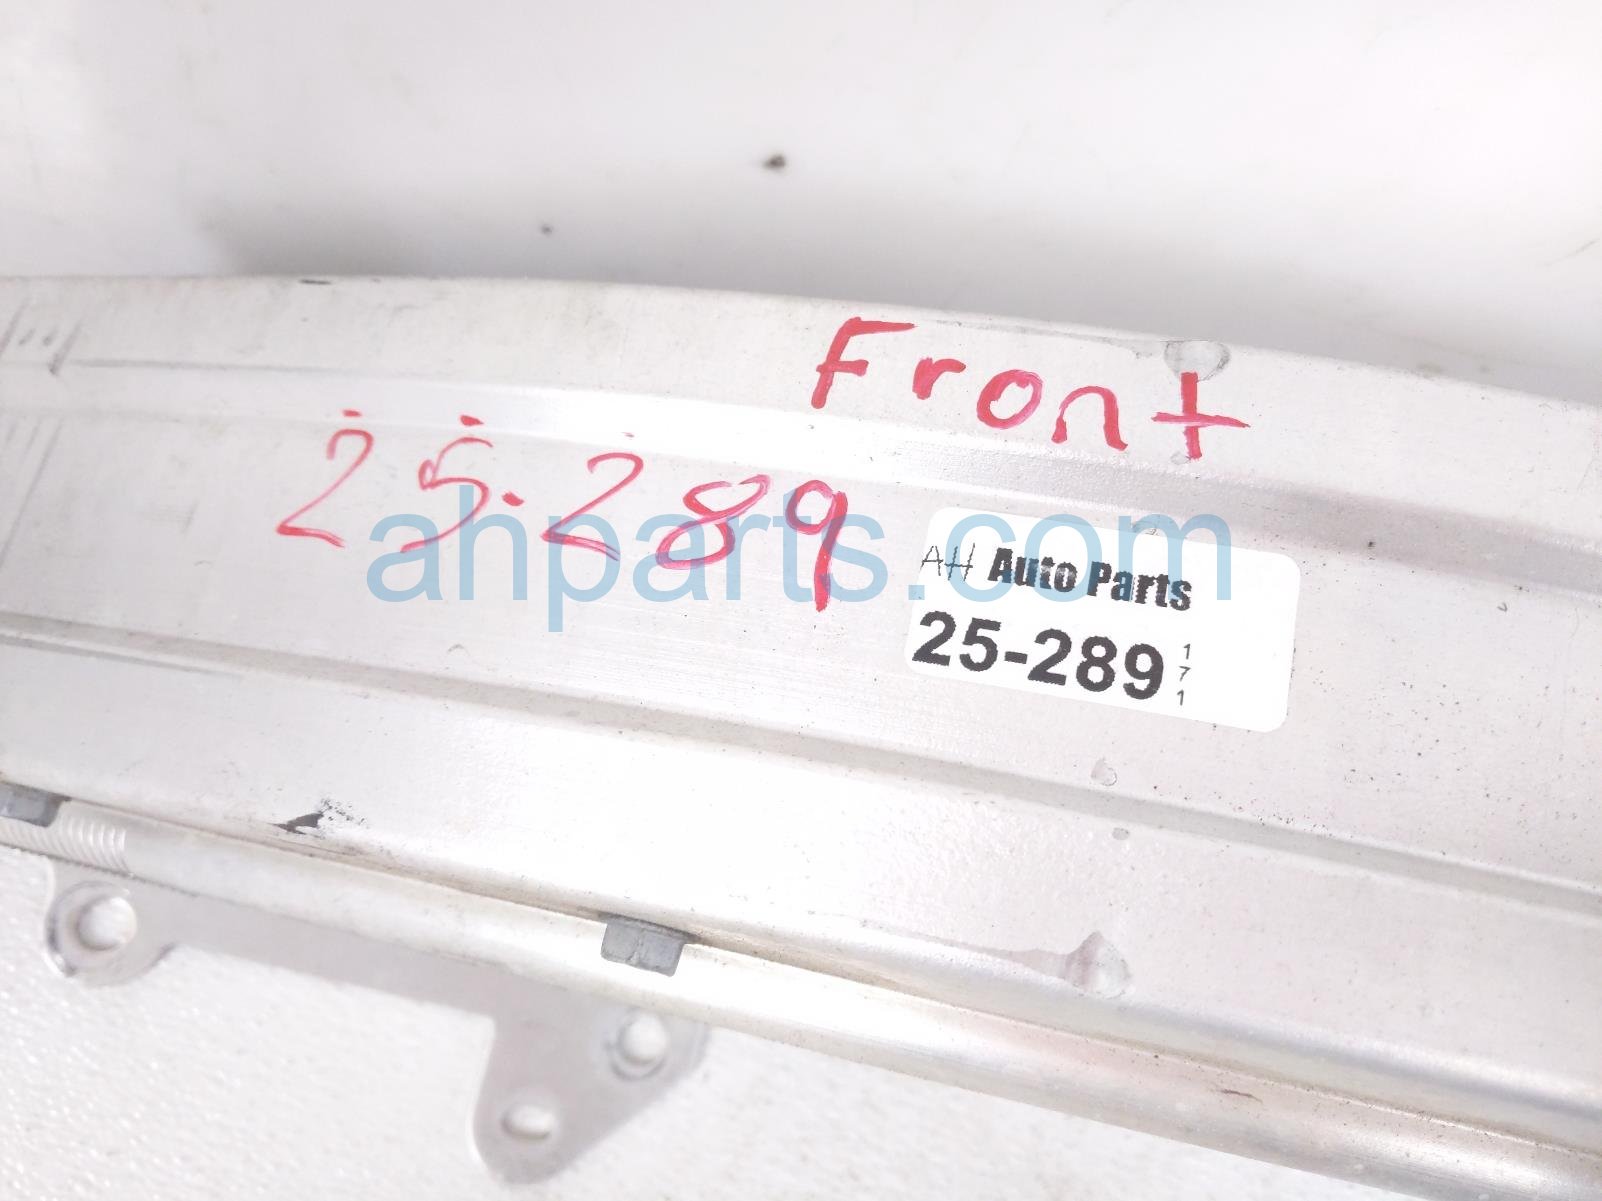 Front
25.289
ahparts.com
AH Auto Parts
25-289
1
7
1